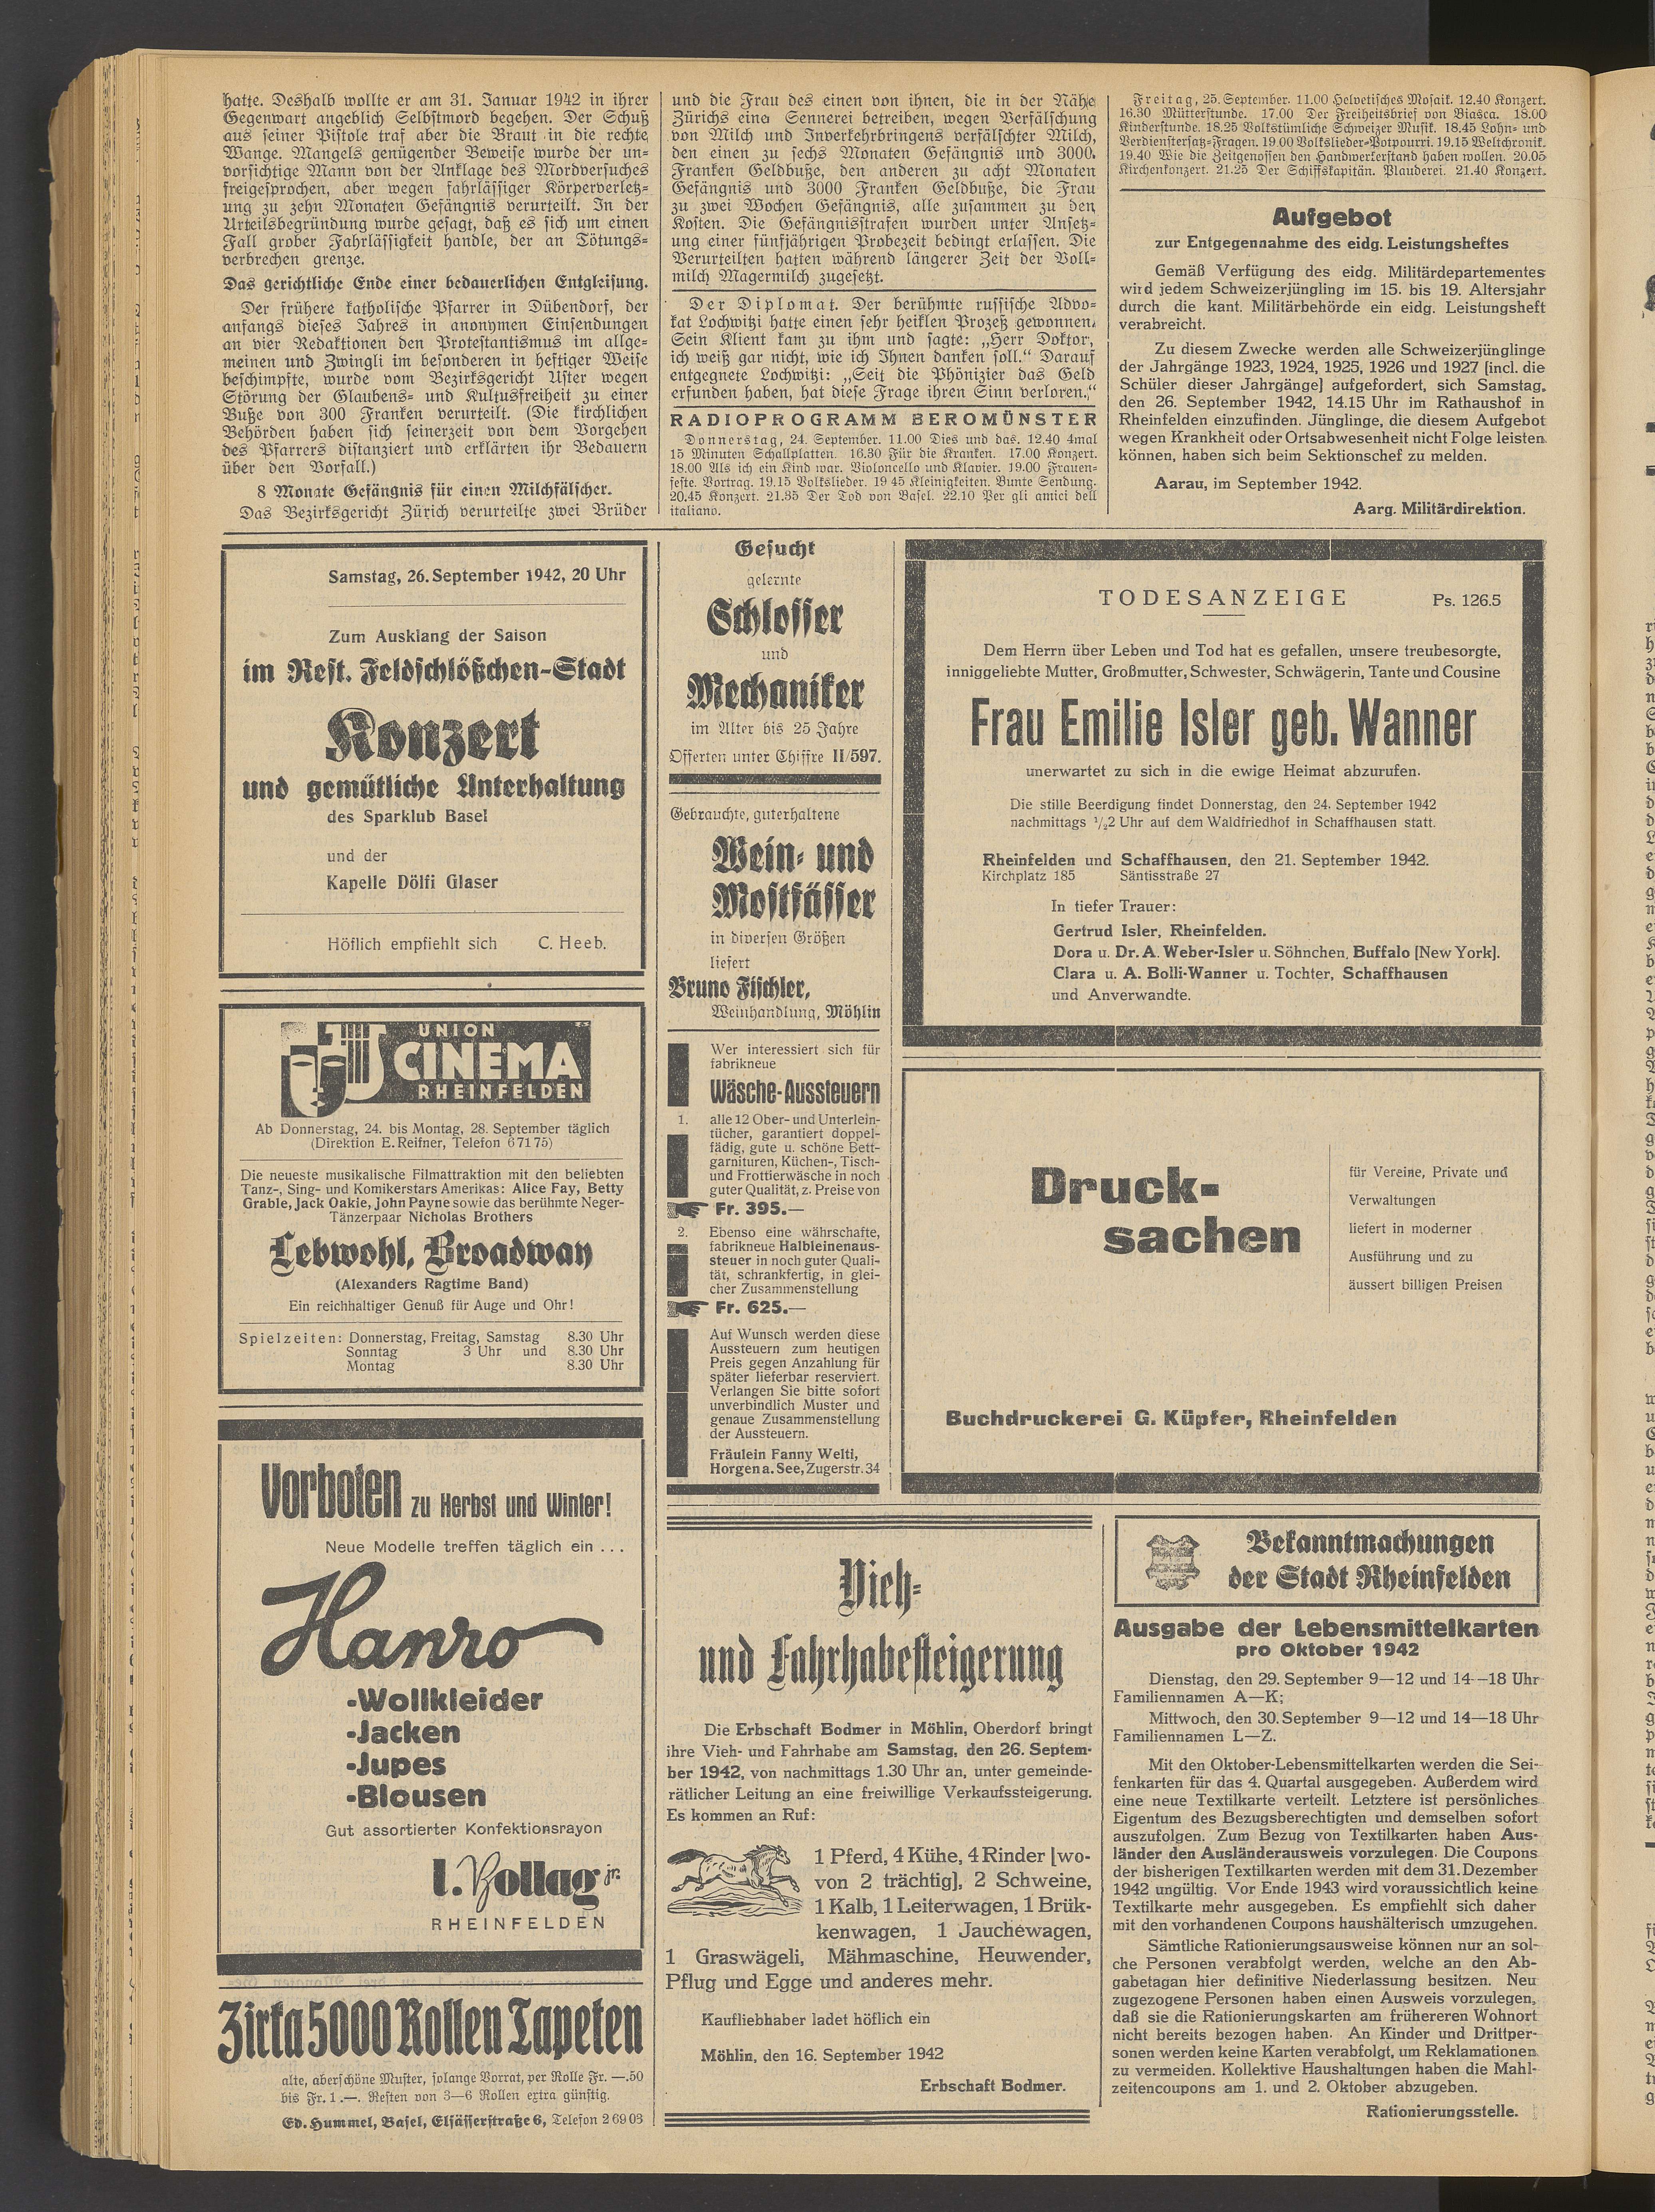 hatte. Deshalb wollte er am 31. Januar 1942 in ihrer
Gegenwart angeblich Selbstmord begehen. Der Schuß
aus seiner Pistole traf aber die Braut in die rechte
Wange. Mangels genügender Beweise wurde der un-
vorsichtige Mann von der Anklage des Mordversuches
freigesprochen, aber wegen fahrlässiger Körperverletz-
ung zu zehn Monaten Gefängnis verurteilt. In der
Urteilsbegründung wurde gesagt, daß es sich um einen
Fall grober Fahrlässigkeit handle, der an Tötungs-
verbrechen grenze.
Das gerichtliche Ende einer bedauerlichen Entgleisung.
Der frühere katholische Pfarrer in Dübendorf, der
anfangs dieses Jahres in anonymen Einsendungen
an vier Redaktionen den Protestantismus im allge-
meinen und Zwingli im besonderen in heftiger Weise
beschimpfte, wurde vom Bezirksgericht Uster wegen
Störung der Glaubens- und Kultusfreiheit zu einer
Buße von 300 Franken verurteilt. (Die kirchlichen
Behörden haben sich seinerzeit von dem Vorgehen
des Pfarrers distanziert und erklärten ihr Bedauern
über den Vorfall.)
8 Monate Gefängnis für einen Milchfälscher.
Das Bezirksgericht Zürich verurteilte zwei Brüder
und die Frau des einen von ihnen, die in der Nähe
Zürichs eine Sennerei betreiben, wegen Verfälschung
von Milch und Inverkehrbringens verfälschter Milch,
den einen zu sechs Monaten Gefängnis und 3000
Franken Geldbuße, den anderen zu acht Monaten
Gefängnis und 3000 Franken Geldbuße, die Frau
zu zwei Wochen Gefängnis, alle zusammen zu den
Kosten. Die Gefängnisstrafen wurden unter Ansetz-
ung einer fünfjährigen Probezeit bedingt erlassen. Die
Verurteilten hatten während längerer Zeit der Voll-
milch Magermilch zugesetzt.
Der Diplomat. Der berühmte russische Advo-
kat Lochwitzi hatte einen sehr heiklen Prozeß gewonnen.
Sein Klient kam zu ihm und sagte: „Herr Doktor,
ich weiß gar nicht, wie ich Ihnen danken soll.“ Darauf
entgegnete Lochwitzi: „Seit die Phönizier das Geld
erfunden haben, hat diese Frage ihren Sinn verloren.“
RADIOPROGRAMM BEROMÜNSTER
Donnerstag, 24. September. 11.00 Dies und das. 12.40 4mal
15 Minuten Schallplatten. 16.30 Für die Kranken. 17.00 Konzert.
18.00 Als ich ein Kind war. Violoncello und Klavier. 19.00 Frauen-
feste. Vortrag. 19.15 Volkslieder. 19 45 Kleinigkeiten. Bunte Sendung.
20.45 Konzert. 21.35 Der Tod von Basel. 22.10 Per gli amici dell
italiano.
Freitag, 25. September. 11.00 Helvetisches Mosaik. 12.40 Konzert.
16.30 Mütterstunde. 17.00 Der Freiheitsbrief von Biasca. 18.00
Kinderstunde. 18.25 Volkstümliche Schweizer Musik. 18.45 Lohn- und
Verdienstersatz-Fragen. 19.00 Volkslieder-Potpourri. 19.15 Weltchronik.
19.40 Wie die Zeitgenossen den Handwerkerstand haben wollen. 20.05
Kirchenkonzert. 21.25 Der Schiffskapitän. Plauderei. 21.40 Konzert.
Aufgebot
zur Entgegennahme des eidg. Leistungsheftes
Gemäß Verfügung des eidg. Militärdepartementes
wird jedem Schweizerjüngling im 15. bis 19. Altersjahr
durch die kant. Militärbehörde ein eidg. Leistungsheft
verabreicht.
Zu diesem Zwecke werden alle Schweizerjünglinge
der Jahrgänge 1923, 1924, 1925, 1926 und 1927 [incl. die
Schüler dieser Jahrgänge] aufgefordert, sich Samstag,
den 26. September 1942, 14.15 Uhr im Rathaushof in
Rheinfelden einzufinden. Jünglinge, die diesem Aufgebot
wegen Krankheit oder Ortsabwesenheit nicht Folge leisten
können, haben sich beim Sektionschef zu melden.
Aarau, im September 1942.
Aarg. Militärdirektion.
Samstag, 26. September 1942, 20 Uhr
Zum Ausklang der Saison
im Rest. Feldschlößchen-Stadt
Konzert
und gemütliche Unterhaltung
des Sparklub Basel
und der
Kapelle Dölfi Glaser
Höflich empfiehlt sich C. Heeb.
UNION
CINEMA
RHEINFELDEN
Ab Donnerstag, 24. bis Montag, 28. September täglich
(Direktion E. Reifner, Telefon 6 71 75)
Die neueste musikalische Filmattraktion mit den beliebten
Tanz-, Sing- und Komikerstars Amerikas: Alice Fay, Betty
Grable, Jack Oakie, John Payne sowie das berühmte Neger-
Tänzerpaar Nicholas Brothers
Lebwohl, Broadway
(Alexanders Ragtime Band)
Ein reichhaltiger Genuß für Auge und Ohr!
Spielzeiten: Donnerstag, Freitag, Samstag 8.30 Uhr
Sonntag 3 Uhr und 8.30 Uhr
Montag 8.30 Uhr
Vorboten zu Herbst und Winter!
Neue Modelle treffen täglich ein ...
Hanro
-Wollkleider
-Jacken
-Jupes
-Blousen
Gut assortierter Konfektionsrayon
l. Bollag jr.
RHEINFELDEN
Zirka 5000 Rollen Tapeten
alte, aberschöne Muster, solange Vorrat, per Rolle Fr. —.50
bis Fr. 1.—. Resten von 3—6 Rollen extra günstig.
Ed. Hummel, Basel, Elsässerstraße 6, Telefon 2 69 03
Gesucht
gelernte
Schlosser
und
Mechaniker
im Alter bis 25 Jahre
Offerten unter Chiffre II/597.
Gebrauchte, guterhaltene
Wein- und
Mostfässer
in diversen Größen
liefert
Bruno Fischler,
Weinhandlung, Möhlin
Wer interessiert sich für
fabrikneue
Wäsche-Aussteuern
1. alle 12 Ober- und Unterlein-
tücher, garantiert doppel-
fädig, gute u. schöne Bett-
garnituren, Küchen-, Tisch-
und Frottierwäsche in noch
guter Qualität, z. Preise von
Fr. 395.—
2. Ebenso eine währschafte,
fabrikneue Halbleinenaus-
steuer in noch guter Quali-
tät, schrankfertig, in glei-
cher Zusammenstellung
Fr. 625.—
Auf Wunsch werden diese
Aussteuern zum heutigen
Preis gegen Anzahlung für
später lieferbar reserviert.
Verlangen Sie bitte sofort
unverbindlich Muster und
genaue Zusammenstellung
der Aussteuern.
Fräulein Fanny Welti,
Horgen a. See, Zugerstr. 34
TODESANZEIGE Ps. 126.5
Dem Herrn über Leben und Tod hat es gefallen, unsere treubesorgte,
inniggeliebte Mutter, Großmutter, Schwester, Schwägerin, Tante und Cousine
Frau Emilie Isler geb. Wanner
unerwartet zu sich in die ewige Heimat abzurufen.
Die stille Beerdigung findet Donnerstag, den 24. September 1942
nachmittags ½2 Uhr auf dem Waldfriedhof in Schaffhausen statt.
Rheinfelden und Schaffhausen, den 21. September 1942.
Kirchplatz 185 Säntisstraße 27
In tiefer Trauer:
Gertrud Isler, Rheinfelden.
Dora u. Dr. A. Weber-Isler u. Söhnchen, Buffalo [New York].
Clara u. A. Bolli-Wanner u. Tochter, Schaffhausen
und Anverwandte.
Druck-
sachen
für Vereine, Private und
Verwaltungen
liefert in moderner
Ausführung und zu
äussert billigen Preisen
Buchdruckerei G. Küpfer, Rheinfelden
Vieh-
und Fahrhabesteigerung
Die Erbschaft Bodmer in Möhlin, Oberdorf bringt
ihre Vieh- und Fahrhabe am Samstag, den 26. Septem-
ber 1942, von nachmittags 1.30 Uhr an, unter gemeinde-
rätlicher Leitung an eine freiwillige Verkaufssteigerung.
Es kommen an Ruf:
1 Pferd, 4 Kühe, 4 Rinder [wo-
von 2 trächtig], 2 Schweine,
1 Kalb, 1 Leiterwagen, 1 Brük-
kenwagen, 1 Jauchewagen,
1 Graswägeli, Mähmaschine, Heuwender,
Pflug und Egge und anderes mehr.
Kaufliebhaber ladet höflich ein
Möhlin, den 16. September 1942
Erbschaft Bodmer.
Bekanntmachungen
der Stadt Rheinfelden
Ausgabe der Lebensmittelkarten
pro Oktober 1942
Dienstag, den 29. September 9—12 und 14—18 Uhr
Familiennamen A—K;
Mittwoch, den 30. September 9—12 und 14—18 Uhr
Familiennamen L—Z.
Mit den Oktober-Lebensmittelkarten werden die Sei-
fenkarten für das 4. Quartal ausgegeben. Außerdem wird
eine neue Textilkarte verteilt. Letztere ist persönliches
Eigentum des Bezugsberechtigten und demselben sofort
auszufolgen. Zum Bezug von Textilkarten haben Aus-
länder den Ausländerausweis vorzulegen. Die Coupons
der bisherigen Textilkarten werden mit dem 31. Dezember
1942 ungültig. Vor Ende 1943 wird voraussichtlich keine
Textilkarte mehr ausgegeben. Es empfiehlt sich daher
mit den vorhandenen Coupons haushälterisch umzugehen.
Sämtliche Rationierungsausweise können nur an sol-
che Personen verabfolgt werden, welche an den Ab-
gabetagan hier definitive Niederlassung besitzen. Neu
zugezogene Personen haben einen Ausweis vorzulegen,
daß sie die Rationierungskarten am früheren Wohnort
nicht bereits bezogen haben. An Kinder und Drittper-
sonen werden keine Karten verabfolgt, um Reklamationen
zu vermeiden. Kollektive Haushaltungen haben die Mahl-
zeitencoupons am 1. und 2. Oktober abzugeben.
Rationierungsstelle.